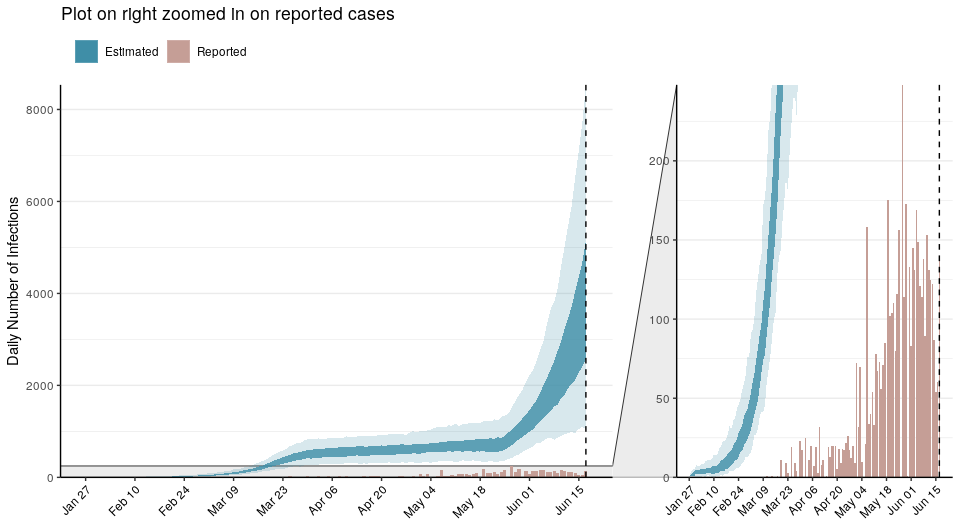 Plot on right zoomed in on reported cases
Estimated Reported
Daily Number of Infections
8000
6000
4000
2000
0
Jan 27 Feb 10 Feb 24 Mar 09 Mar 23 Apr 06 Apr 20 May 04 May 18 Jun 01 Jun 15
200
150
100
50
0
Jan 27 Feb 10 Feb 24 Mar 09 Mar 23 Apr 06 Apr 20 May 04 May 18 Jun 01 Jun 15